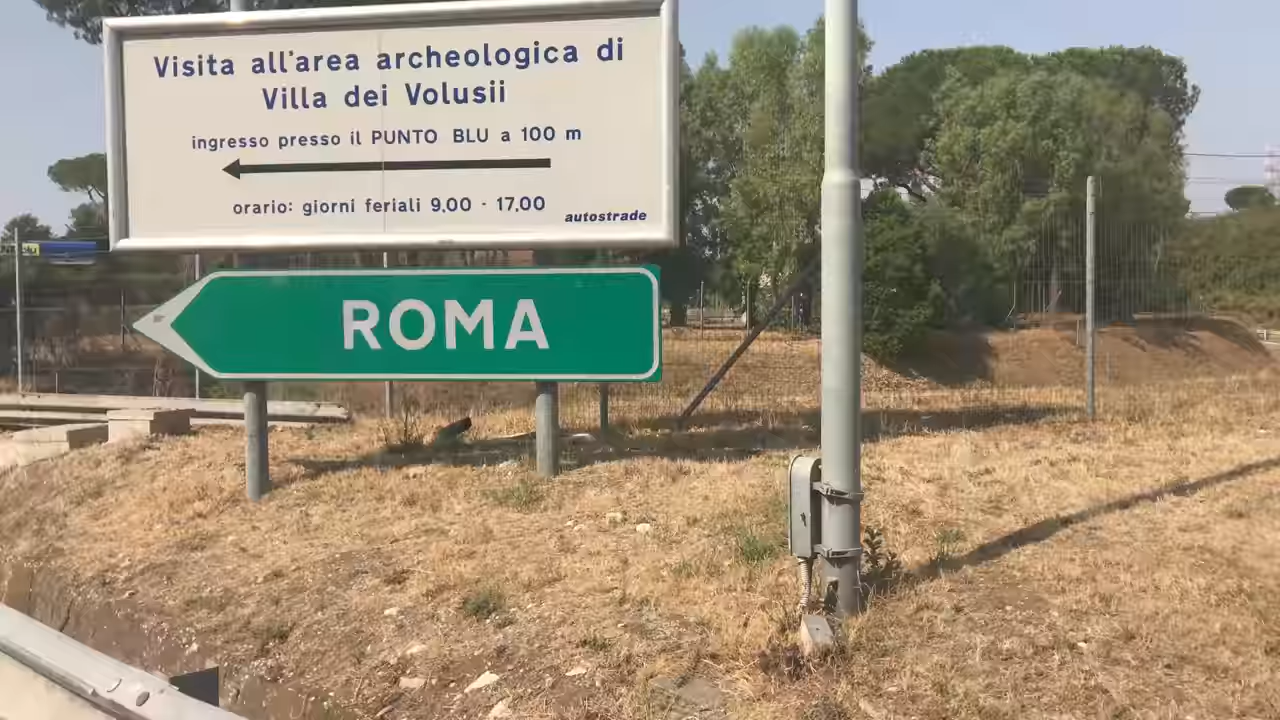 Visita all'area archeologica di
Villa dei Volusii
ingresso presso il PUNTO BLU a 100 m
orario: giorni feriali 9,00 - 17,00
autostrade
ROMA